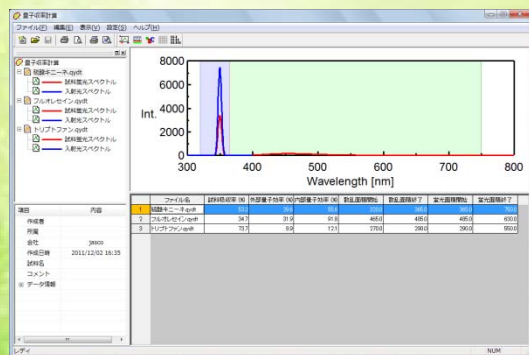 量子収率計算
ファイル(F) 編集(E) 表示(V) 設定(S) ヘルプ(H)
量子収率計算
硫酸キニーネ.qydt
試料蛍光スペクトル
入射光スペクトル
フルオレセイン.qydt
試料蛍光スペクトル
入射光スペクトル
トリプトファン.qydt
試料蛍光スペクトル
入射光スペクトル
8000
6000
Int. 4000
2000
0
300 400 500 600 700 800
Wavelength [nm]
項目 内容
作成者
所属
会社 jasco
作成日時 2011/12/02 16:35
試料名
コメント
データ情報
ファイル名 試料吸収率 (%) 外部量子効率 (%) 内部量子効率 (%) 散乱面積開始 散乱面積終了 蛍光面積開始 蛍光面積終了
1 硫酸キニーネ.qydt
2 フルオレセイン.qydt 34.7 31.9 91.8 465.0 485.0 485.0 630.0
3 トリプトファン.qydt 73.7 8.9 12.1 270.0 290.0 290.0 550.0
レディ NUM